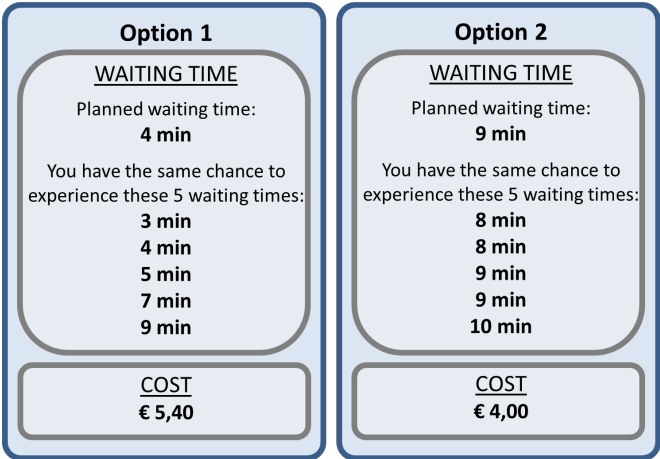 Option 1
WAITING TIME
Planned waiting time:
4 min
You have the same chance to
experience these 5 waiting times:
3 min
4 min
5 min
7 min
9 min
COST
€ 5,40
Option 2
WAITING TIME
Planned waiting time:
9 min
You have the same chance to
experience these 5 waiting times:
8 min
8 min
9 min
9 min
10 min
COST
€ 4,00